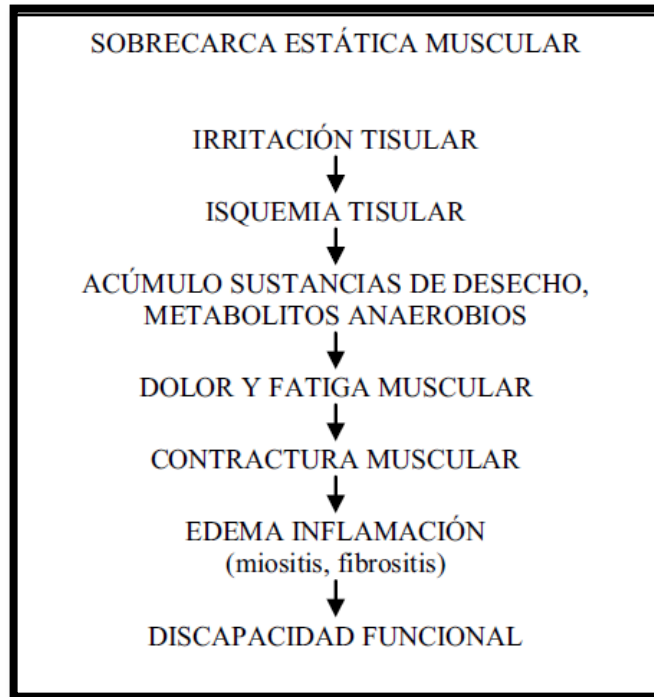 SOBRECARCA ESTÁTICA MUSCULAR
IRRITACIÓN TISULAR
ISQUEMIA TISULAR
ACÚMULO SUSTANCIAS DE DESECHO,
METABOLITOS ANAEROBIOS
DOLOR Y FATIGA MUSCULAR
CONTRACTURA MUSCULAR
EDEMA INFLAMACIÓN
(miositis, fibrositis)
DISCAPACIDAD FUNCIONAL